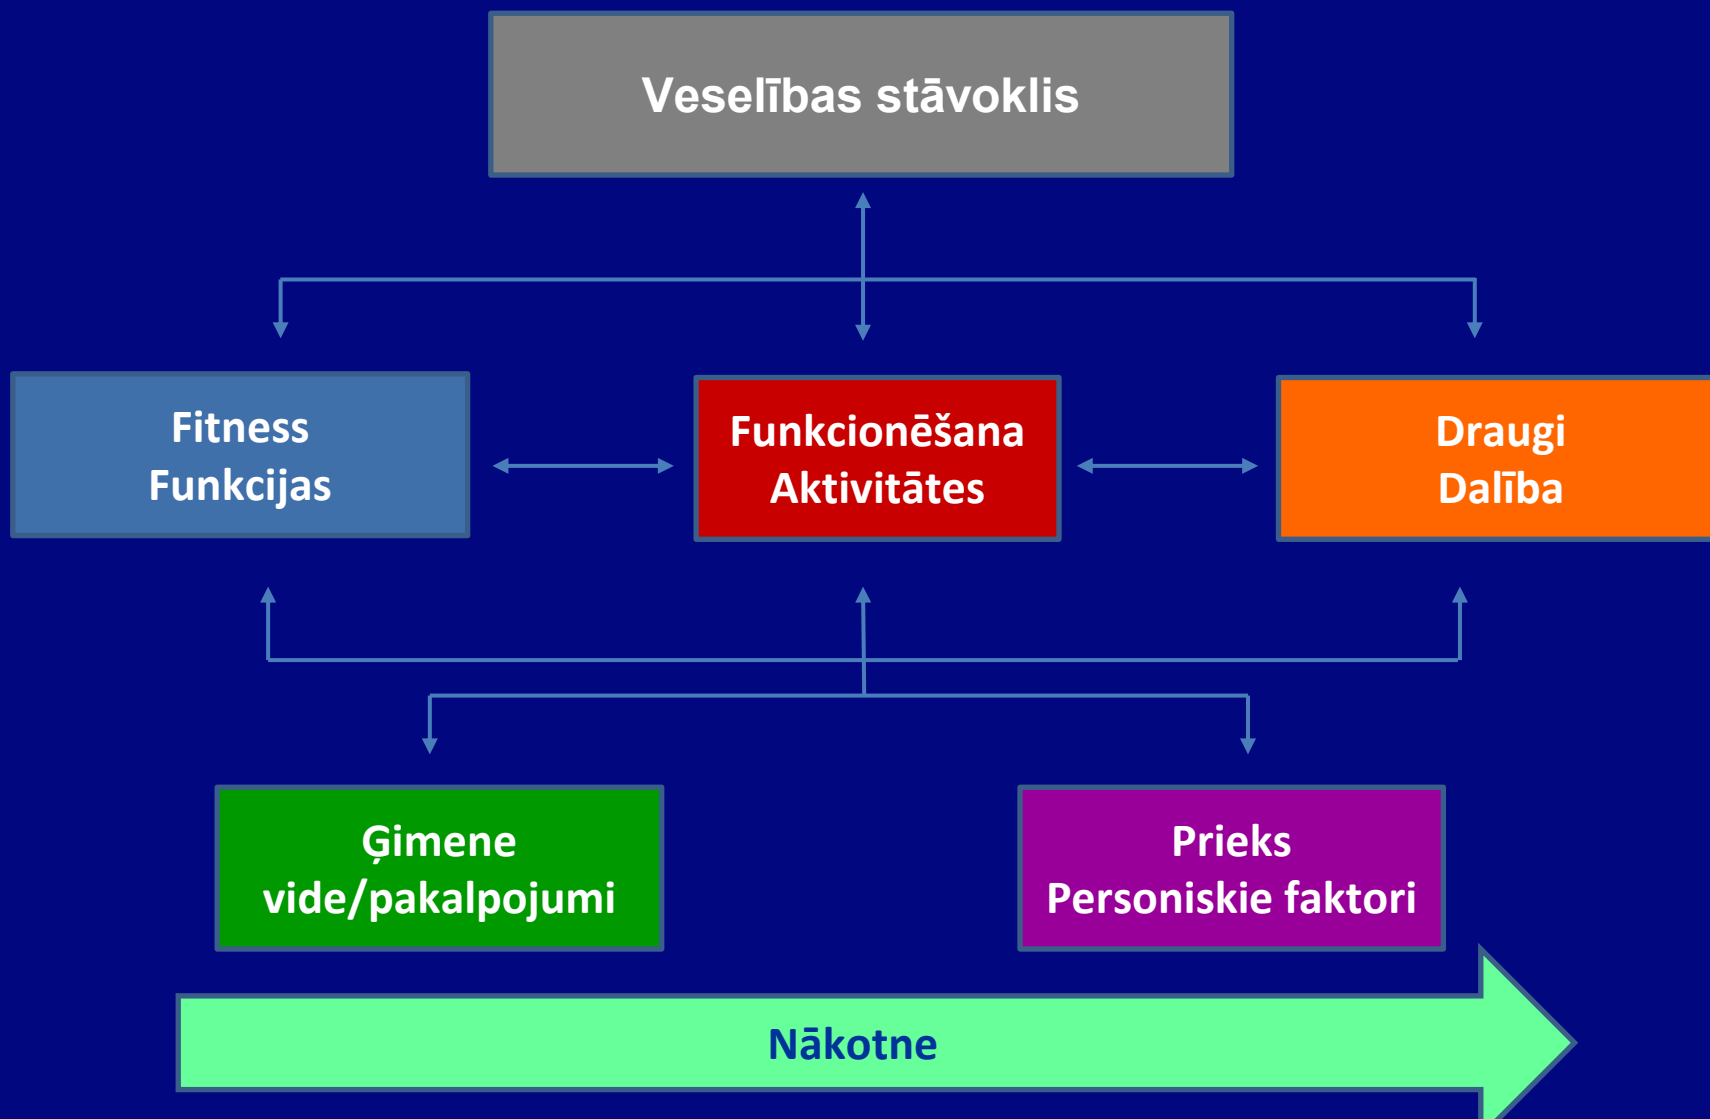 Veselības stāvoklis
Fitness
Funkcijas
Funkcionēšana
Aktivitātes
Draugi
Dalība
Ģimene
vide/pakalpojumi
Prieks
Personiskie faktori
Nākotne